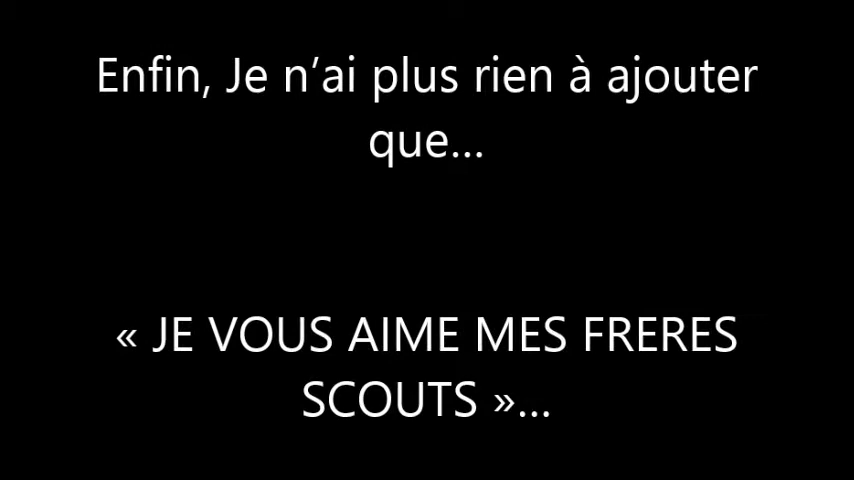 Enfin, Je n’ai plus rien à ajouter
que...
« JE VOUS AIME MES FRERES
SCOUTS »...